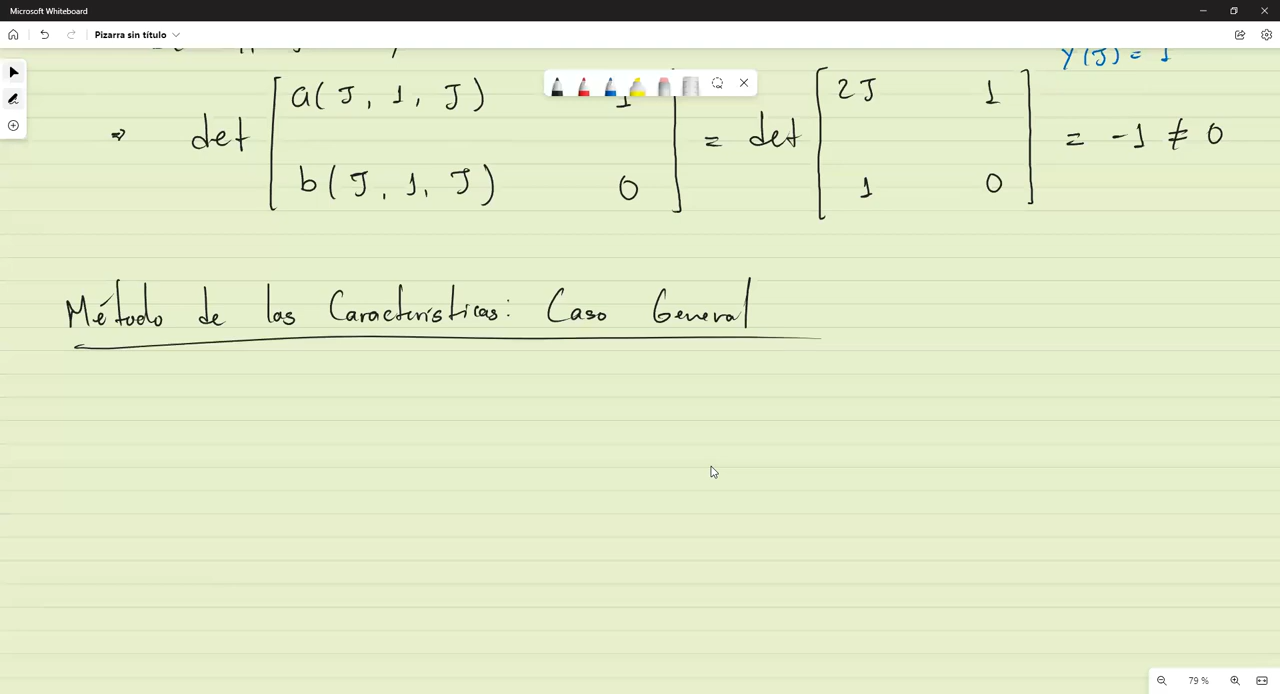 Microsoft Whiteboard
Pizarra sin título
Y(J) = 1
⇒ det [ a(J, 1, J) 1 ; b(J, 1, J) 0 ] = det [ 2J 1 ; 1 0 ] = -1 ≠ 0
Método de las Características: Caso General
79 %